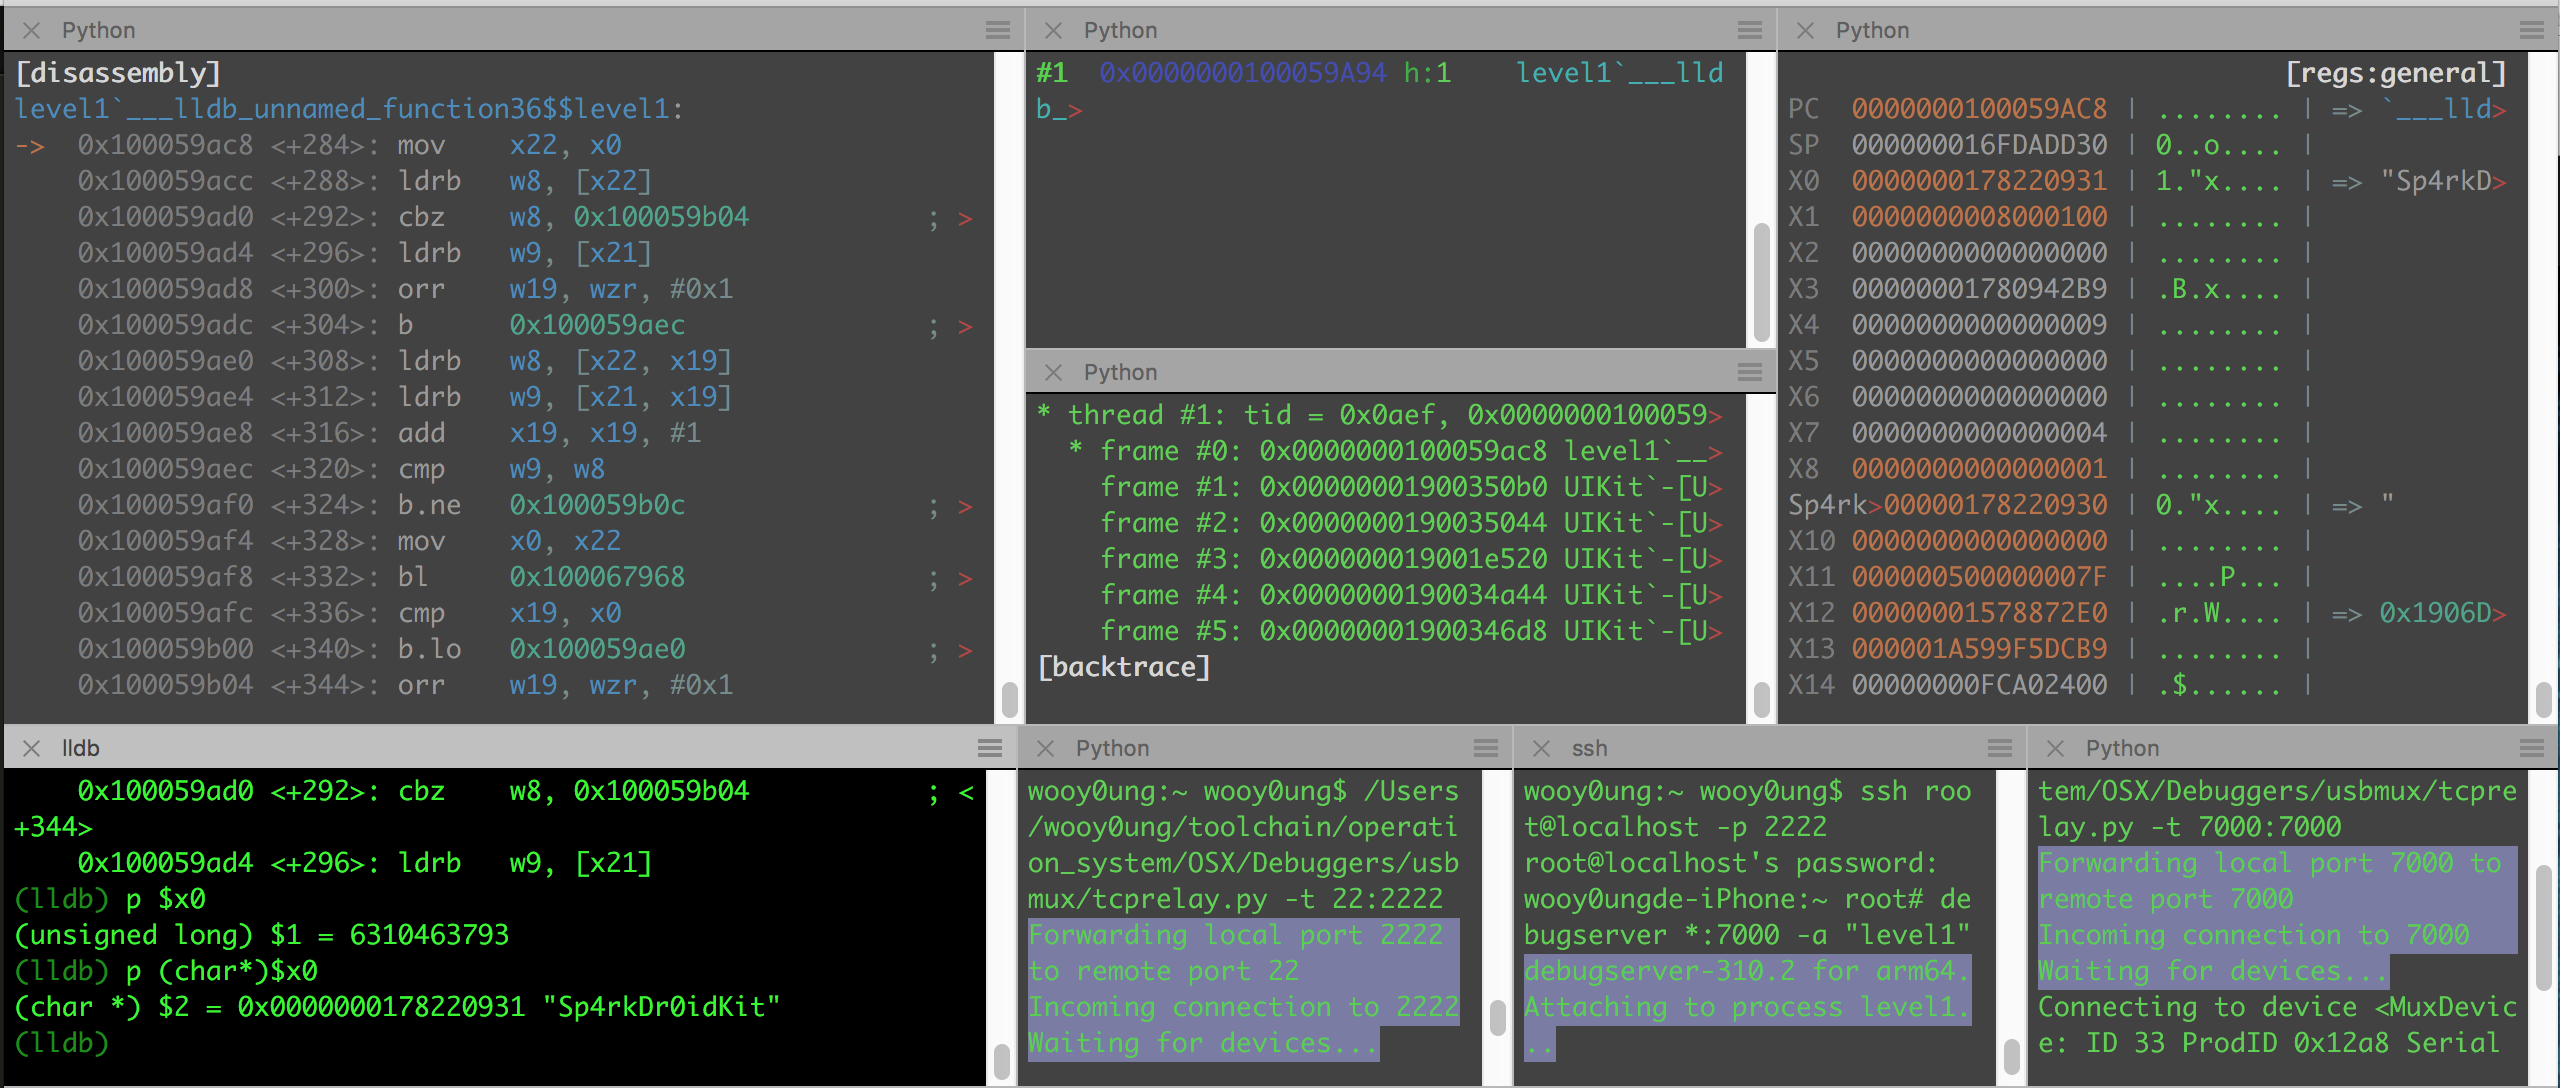 Python
[disassembly]
level1`___lldb_unnamed_function36$$level1:
-> 0x100059ac8 <+284>: mov x22, x0
0x100059acc <+288>: ldrb w8, [x22]
0x100059ad0 <+292>: cbz w8, 0x100059b04 ; >
0x100059ad4 <+296>: ldrb w9, [x21]
0x100059ad8 <+300>: orr w19, wzr, #0x1
0x100059adc <+304>: b 0x100059aec ; >
0x100059ae0 <+308>: ldrb w8, [x22, x19]
0x100059ae4 <+312>: ldrb w9, [x21, x19]
0x100059ae8 <+316>: add x19, x19, #1
0x100059aec <+320>: cmp w9, w8
0x100059af0 <+324>: b.ne 0x100059b0c ; >
0x100059af4 <+328>: mov x0, x22
0x100059af8 <+332>: bl 0x100067968 ; >
0x100059afc <+336>: cmp x19, x0
0x100059b00 <+340>: b.lo 0x100059ae0 ; >
0x100059b04 <+344>: orr w19, wzr, #0x1
Python
#1 0x0000000100059A94 h:1 level1`___lld
b_>
Python
* thread #1: tid = 0x0aef, 0x0000000100059>
* frame #0: 0x0000000100059ac8 level1`__>
frame #1: 0x00000001900350b0 UIKit`-[U>
frame #2: 0x0000000190035044 UIKit`-[U>
frame #3: 0x000000019001e520 UIKit`-[U>
frame #4: 0x0000000190034a44 UIKit`-[U>
frame #5: 0x00000001900346d8 UIKit`-[U>
[backtrace]
Python
[regs:general]
PC 0000000100059AC8 | ........ | => `___lld>
SP 000000016FDADD30 | 0..o.... |
X0 0000000178220931 | 1."x.... | => "Sp4rkD>
X1 0000000008000100 | ........ |
X2 0000000000000000 | ........ |
X3 00000001780942B9 | .B.x.... |
X4 0000000000000009 | ........ |
X5 0000000000000000 | ........ |
X6 0000000000000000 | ........ |
X7 0000000000000004 | ........ |
X8 0000000000000001 | ........ |
Sp4rk>00000178220930 | 0."x.... | => "
X10 0000000000000000 | ........ |
X11 000000500000007F | ....P... |
X12 00000001578872E0 | .r.W.... | => 0x1906D>
X13 000001A599F5DCB9 | ........ |
X14 00000000FCA02400 | .$...... |
lldb
0x100059ad0 <+292>: cbz w8, 0x100059b04 ; <
+344>
0x100059ad4 <+296>: ldrb w9, [x21]
(lldb) p $x0
(unsigned long) $1 = 6310463793
(lldb) p (char*)$x0
(char *) $2 = 0x0000000178220931 "Sp4rkDr0idKit"
(lldb)
Python
wooy0ung:~ wooy0ung$ /Users
/wooy0ung/toolchain/operati
on_system/OSX/Debuggers/usb
mux/tcprelay.py -t 22:2222
Forwarding local port 2222
to remote port 22
Incoming connection to 2222
Waiting for devices...
ssh
wooy0ung:~ wooy0ung$ ssh roo
t@localhost -p 2222
root@localhost's password:
wooy0ungde-iPhone:~ root# de
bugserver *:7000 -a "level1"
debugserver-310.2 for arm64.
Attaching to process level1.
..
Python
tem/OSX/Debuggers/usbmux/tcpre
lay.py -t 7000:7000
Forwarding local port 7000 to
remote port 7000
Incoming connection to 7000
Waiting for devices...
Connecting to device <MuxDevic
e: ID 33 ProdID 0x12a8 Serial